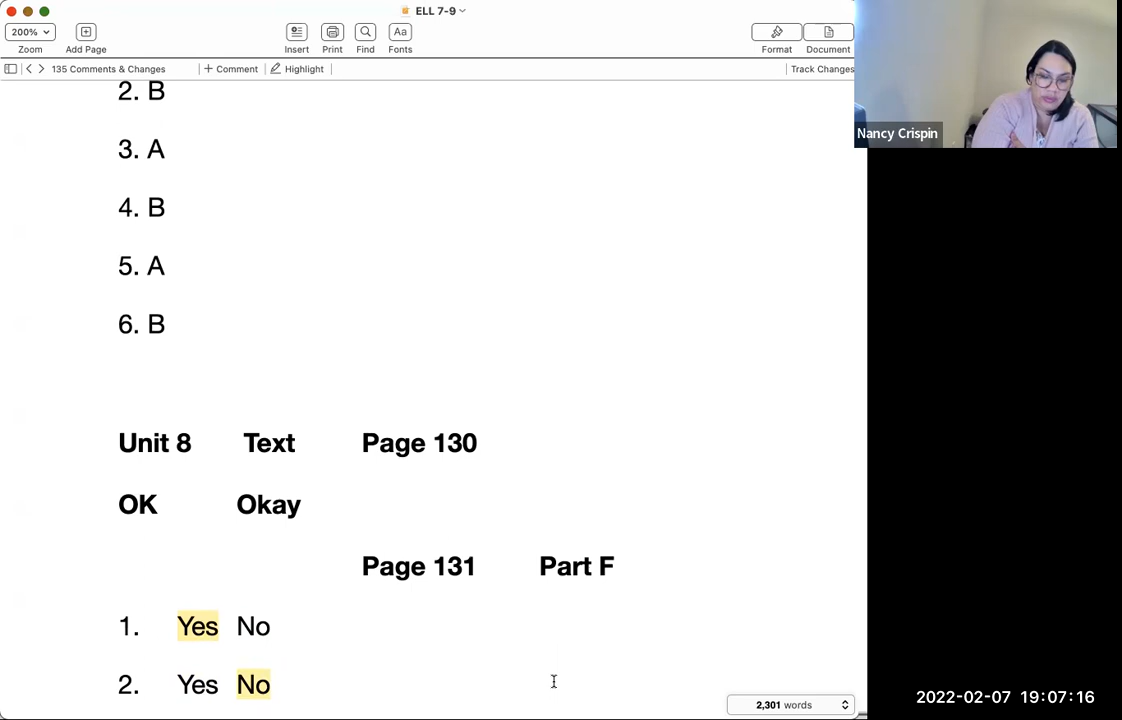 ELL 7-9
200%
Zoom
Add Page
Insert
Print
Find
Aa
Fonts
Format
Document
135 Comments & Changes
+ Comment
Highlight
Track Changes
Nancy Crispin
2. B
3. A
4. B
5. A
6. B
Unit 8 Text Page 130
OK Okay
Page 131 Part F
1. Yes No
2. Yes No
2,301 words
2022-02-07 19:07:16